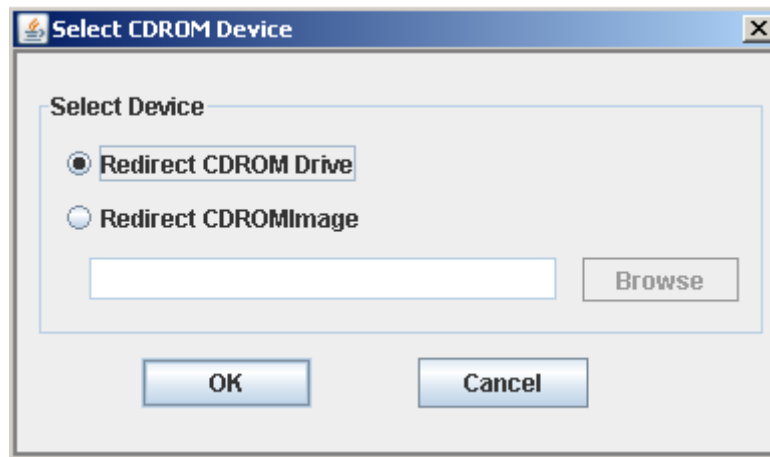 Select CDROM Device
Select Device
Redirect CDROM Drive
Redirect CDROMImage
Browse
OK Cancel